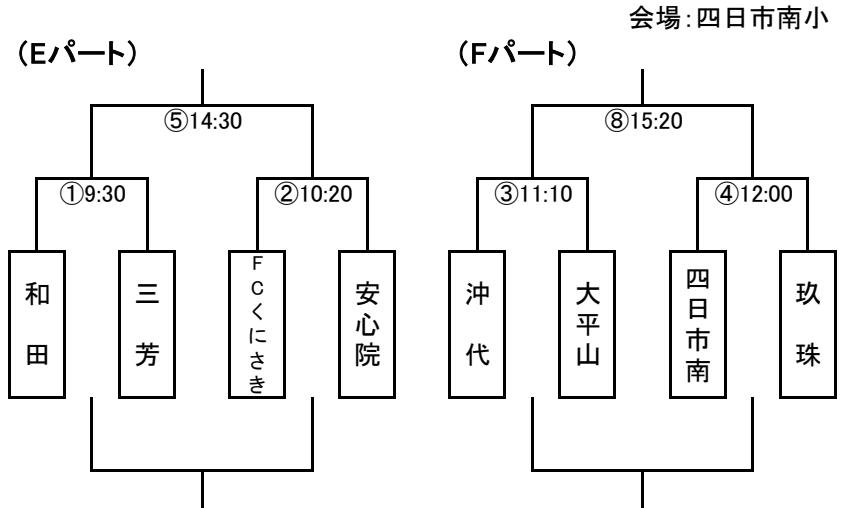 会場：四日市南小
（Eパート）
（Fパート）
⑤14:30
⑧15:20
①9:30
②10:20
③11:10
④12:00
和田
三芳
FCくにさき
安心院
沖代
大平山
四日市南
玖珠